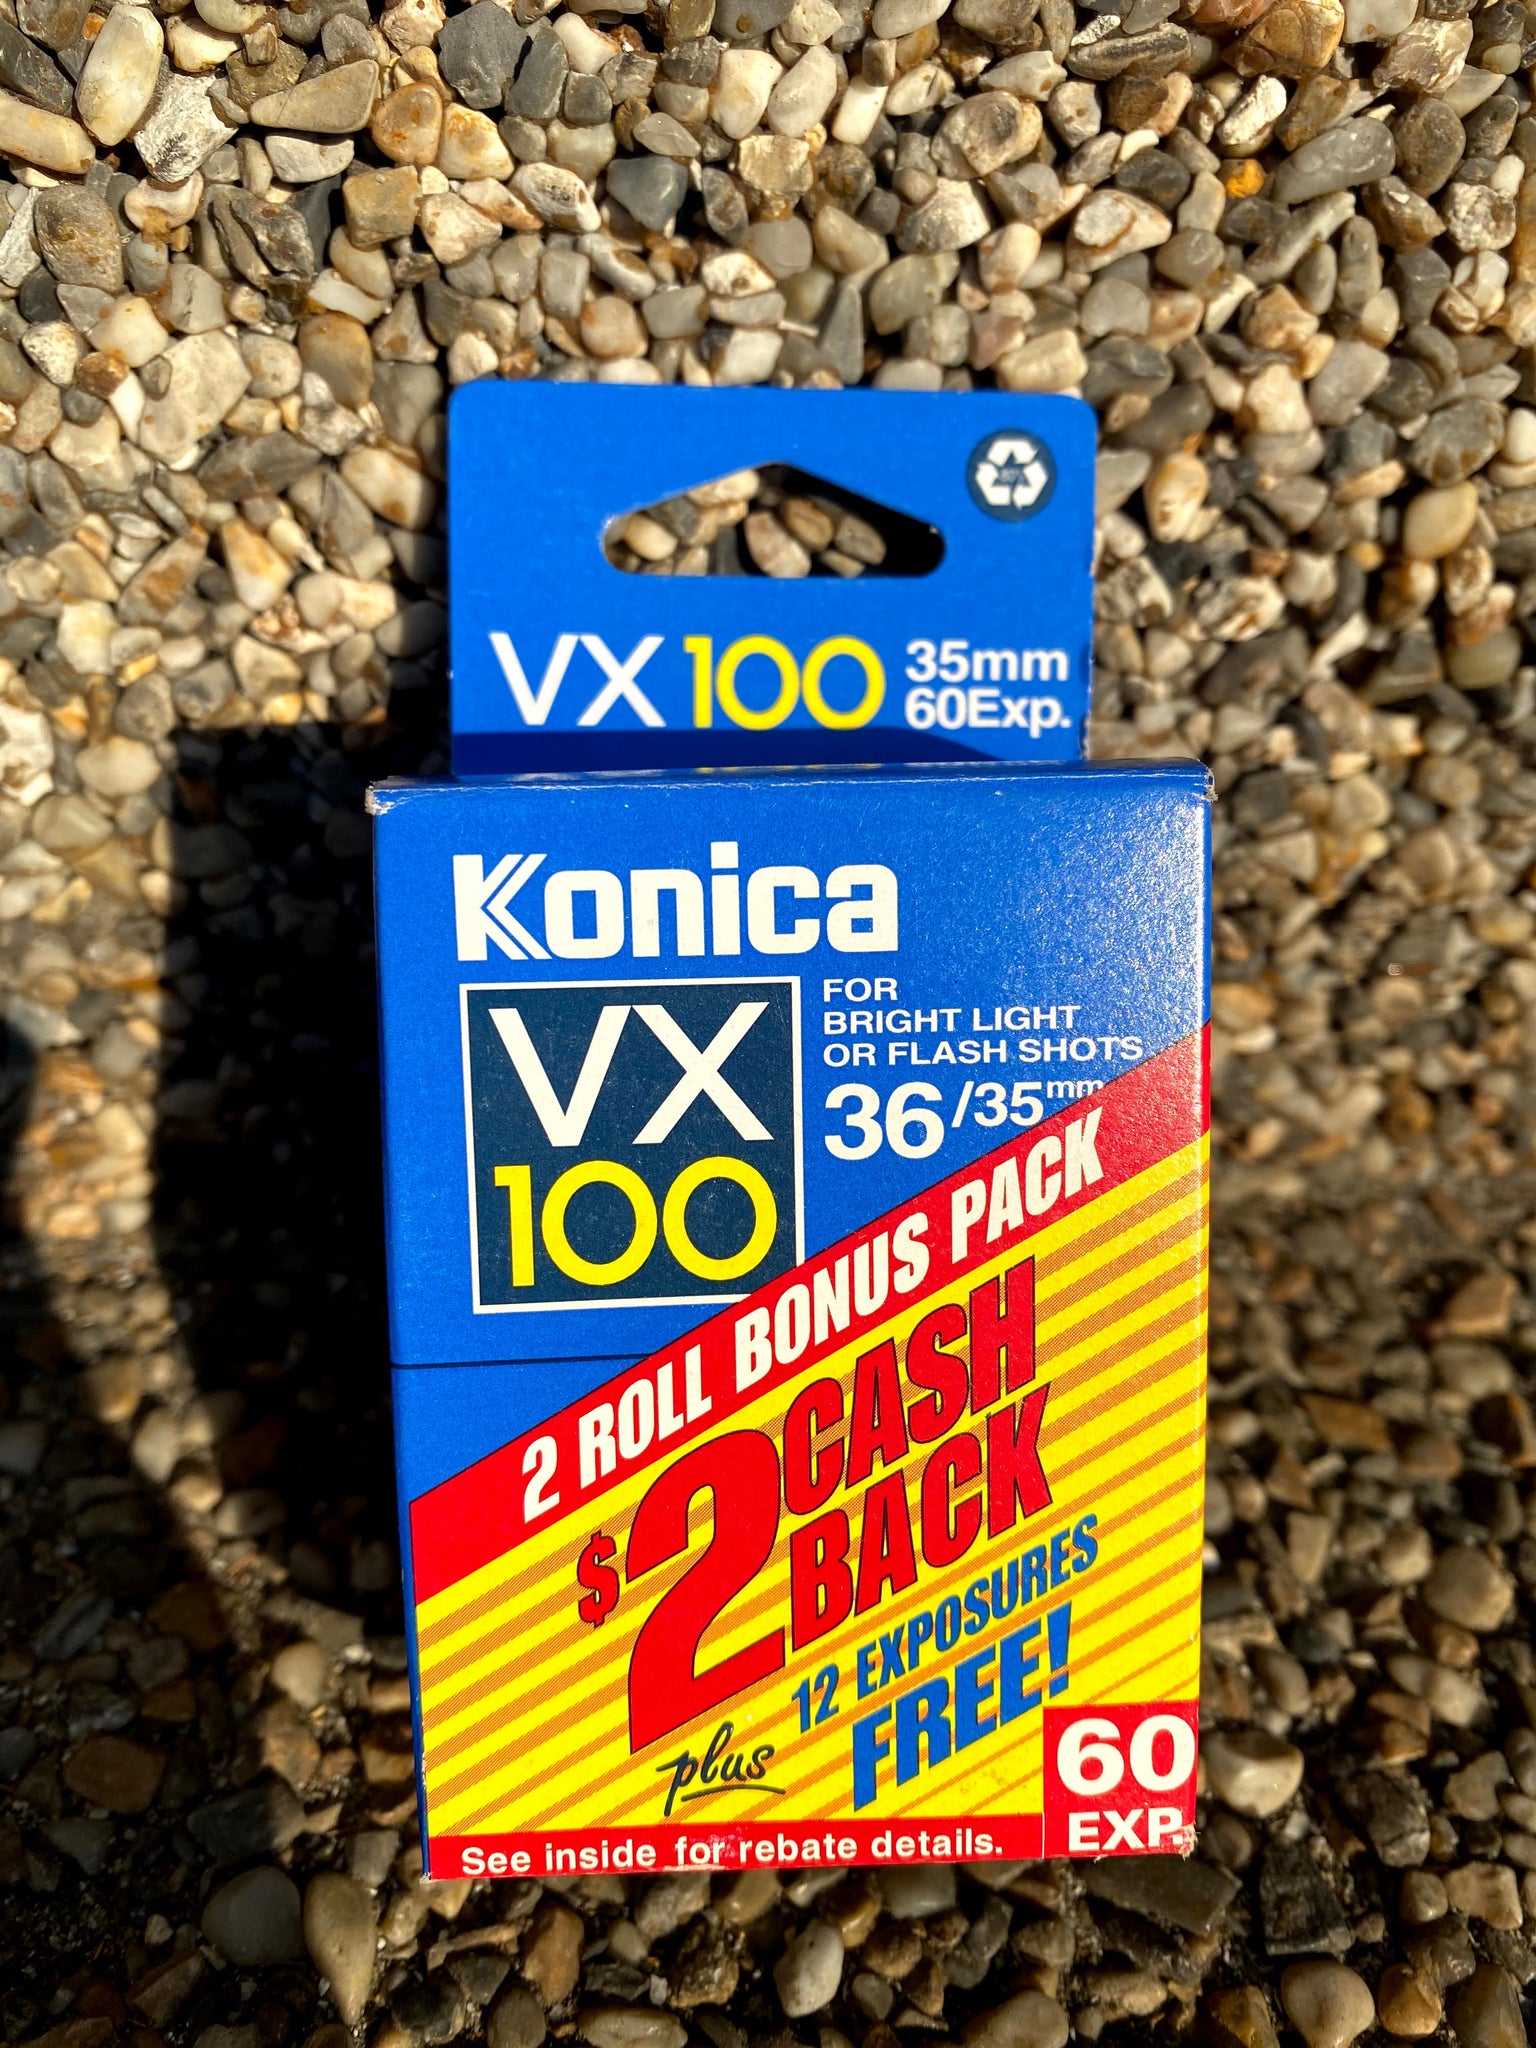 VX 100 35mm
60Exp.
Konica
VX
100
FOR
BRIGHT LIGHT
OR FLASH SHOTS
36/35mm
2 ROLL BONUS PACK
$2 CASH
BACK
plus
12 EXPOSURES
FREE!
60
EXP.
See inside for rebate details.